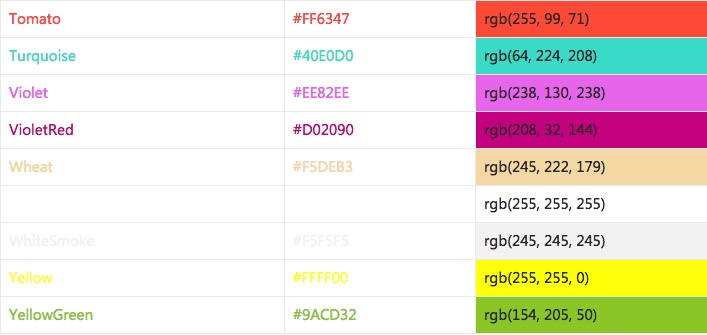 Tomato #FF6347 rgb(255, 99, 71)
Turquoise #40E0D0 rgb(64, 224, 208)
Violet #EE82EE rgb(238, 130, 238)
VioletRed #D02090 rgb(208, 32, 144)
Wheat #F5DEB3 rgb(245, 222, 179)
rgb(255, 255, 255)
WhiteSmoke #F5F5F5 rgb(245, 245, 245)
Yellow #FFFF00 rgb(255, 255, 0)
YellowGreen #9ACD32 rgb(154, 205, 50)